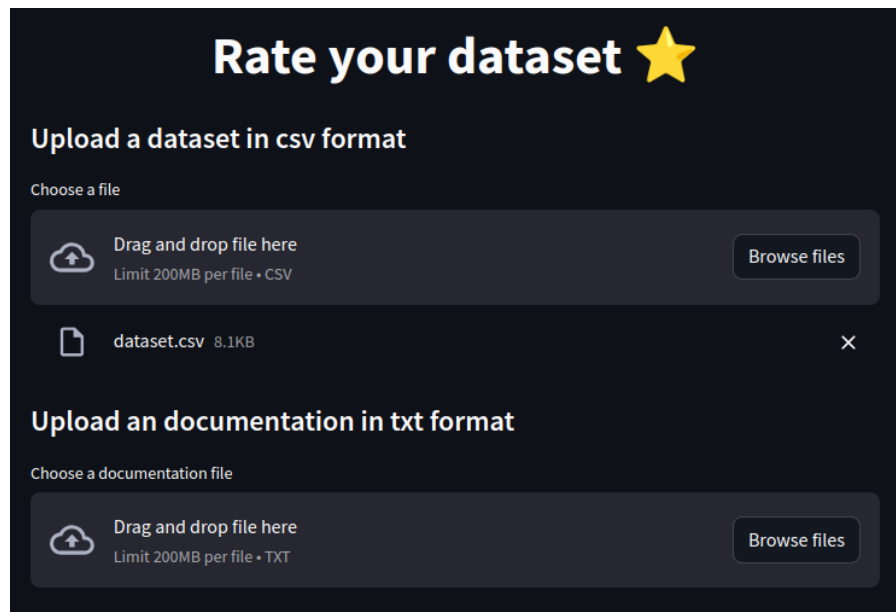 Rate your dataset ⭐
Upload a dataset in csv format
Choose a file
Drag and drop file here
Limit 200MB per file • CSV
Browse files
dataset.csv 8.1KB
Upload an documentation in txt format
Choose a documentation file
Drag and drop file here
Limit 200MB per file • TXT
Browse files